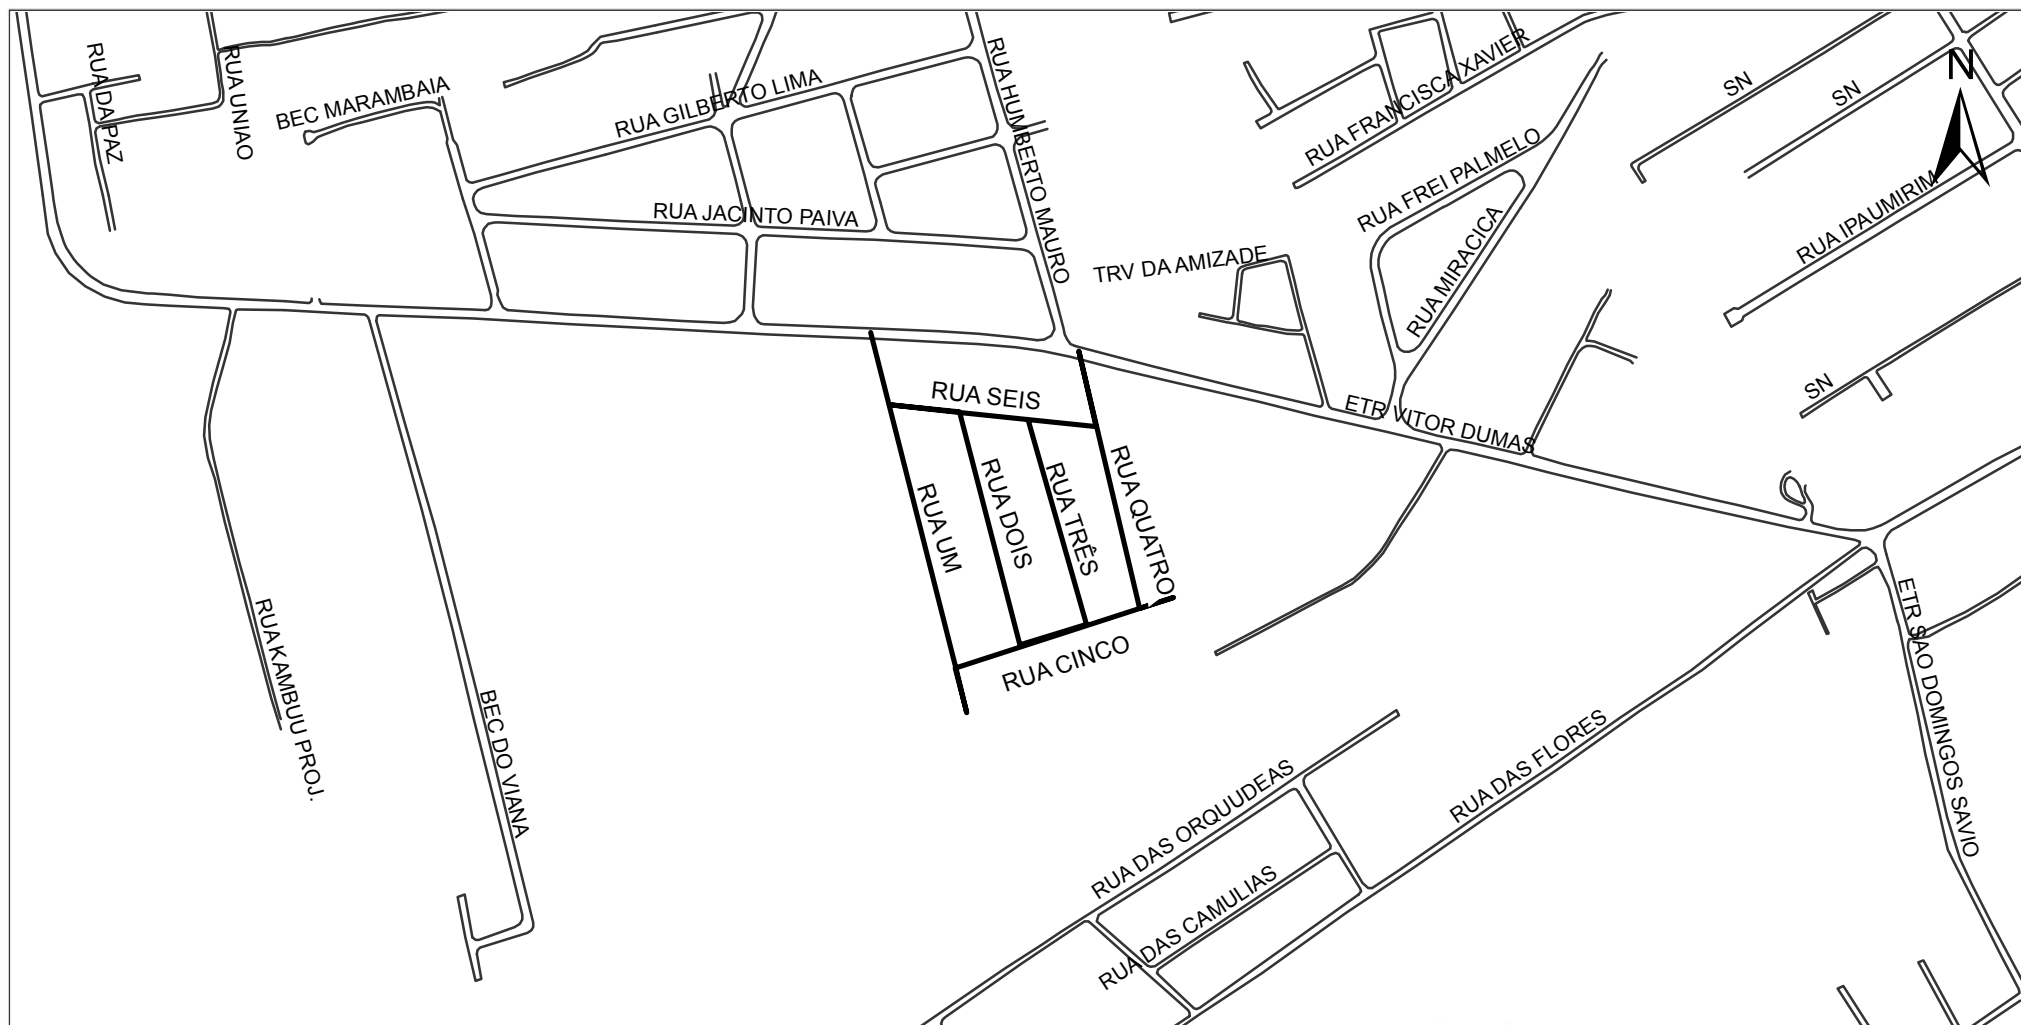 RUA DA PAZ
RUA UNIAO
BEC MARAMBAIA
RUA GILBERTO LIMA
RUA HUMBERTO MAURO
RUA FRANCISCA XAVIER
SN
SN
N
RUA JACINTO PAIVA
RUA FREI PALMELO
RUA MIRACICA
RUA IPAUMIRIM
TRV DA AMIZADE
SN
RUA SEIS
ETR VITOR DUMAS
RUA UM
RUA DOIS
RUA TRÊS
RUA QUATRO
RUA CINCO
RUA KAMBUU PROJ.
BEC DO VIANA
ETR SAO DOMINGOS SAVIO
RUA DAS ORQUUDEAS
RUA DAS FLORES
RUA DAS CAMULIAS